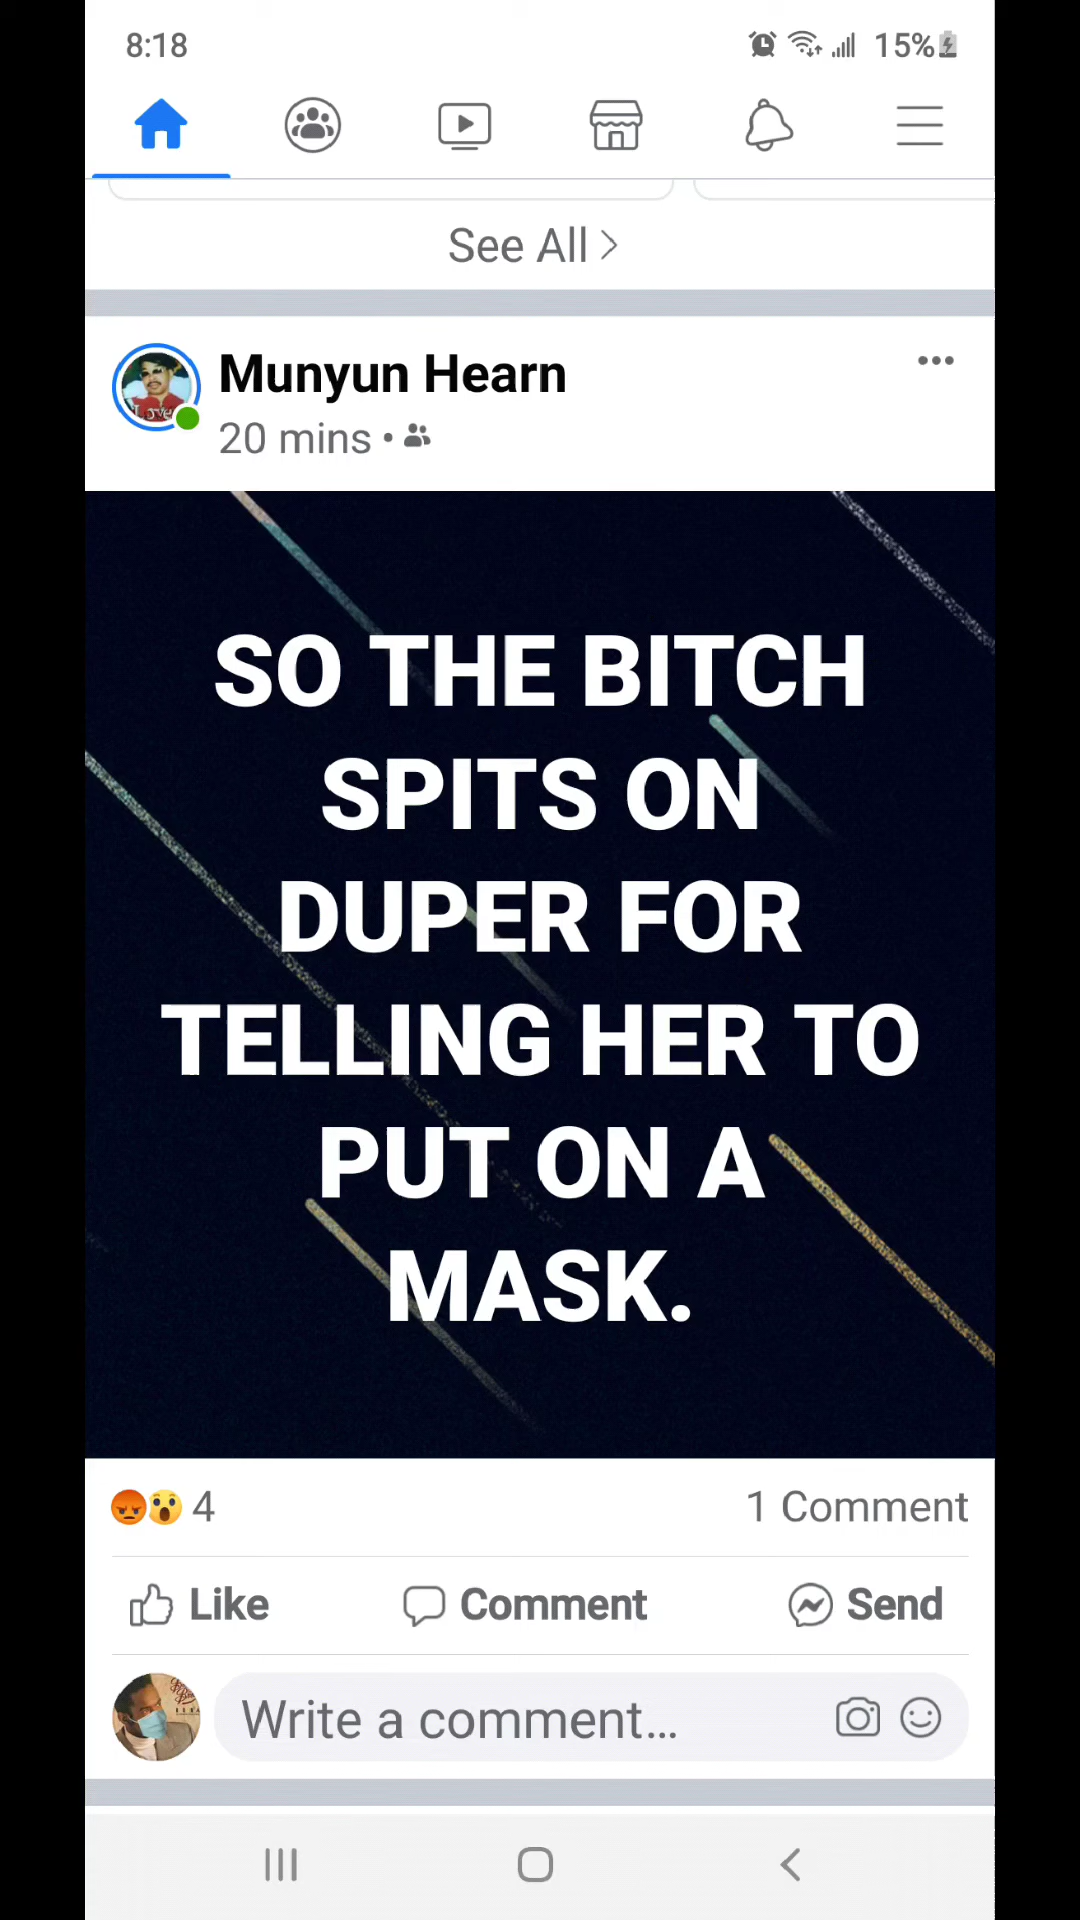 8:18
15%
See All >
Munyun Hearn
20 mins •
SO THE BITCH
SPITS ON
DUPER FOR
TELLING HER TO
PUT ON A
MASK.
4
1 Comment
Like
Comment
Send
Write a comment...